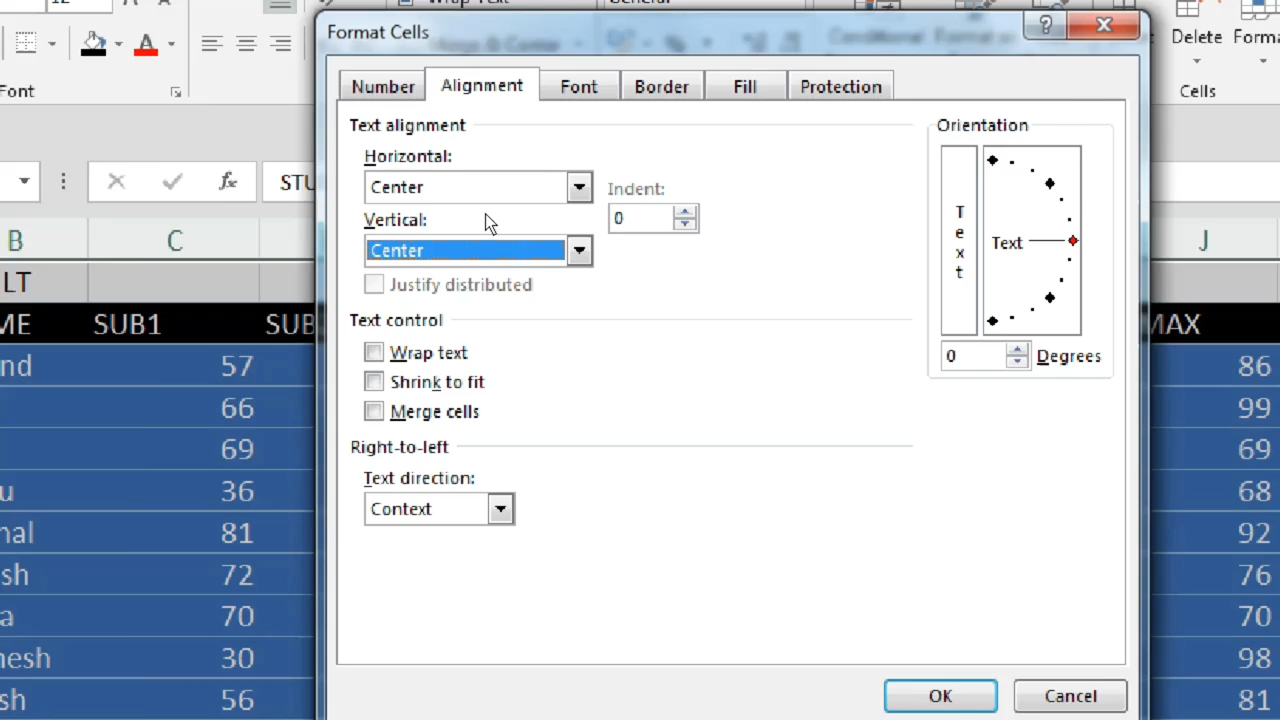 Format Cells
Delete
Font
Cells
Number Alignment Font Border Fill Protection
Text alignment
Horizontal:
Center
Indent:
0
Vertical:
Center
Justify distributed
Text control
Wrap text
Shrink to fit
Merge cells
Right-to-left
Text direction:
Context
Orientation
T
e
x
t
Text
0 Degrees
OK Cancel
fx STU
B C J
LT
ME SUB1 SUB MAX
nd 57 86
66 99
69 69
u 36 68
nal 81 92
sh 72 76
a 70 70
nesh 30 98
sh 56 81